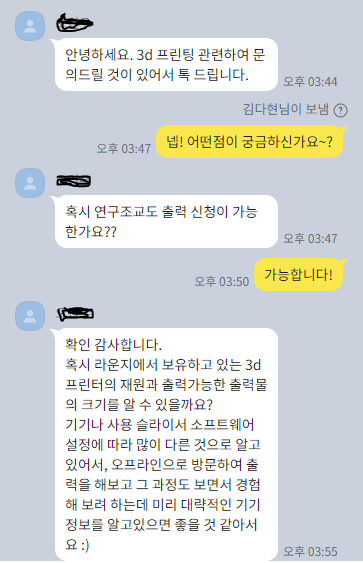 안녕하세요. 3d 프린팅 관련하여 문
의드릴 것이 있어서 톡 드립니다.
오후 03:44
김다현님이 보냄 ?
넵! 어떤점이 궁금하신가요~?
오후 03:47
혹시 연구조교도 출력 신청이 가능
한가요??
오후 03:47
가능합니다!
오후 03:50
확인 감사합니다.
혹시 라운지에서 보유하고 있는 3d
프린터의 재원과 출력가능한 출력물
의 크기를 알 수 있을까요?
기기나 사용 슬라이서 소프트웨어
설정에 따라 많이 다른 것으로 알고
있어서, 오프라인으로 방문하여 출
력을 해보고 그 과정도 보면서 경험
해 보려 하는데 미리 대략적인 기기
정보를 알고있으면 좋을 것 같아서
요 :)
오후 03:55